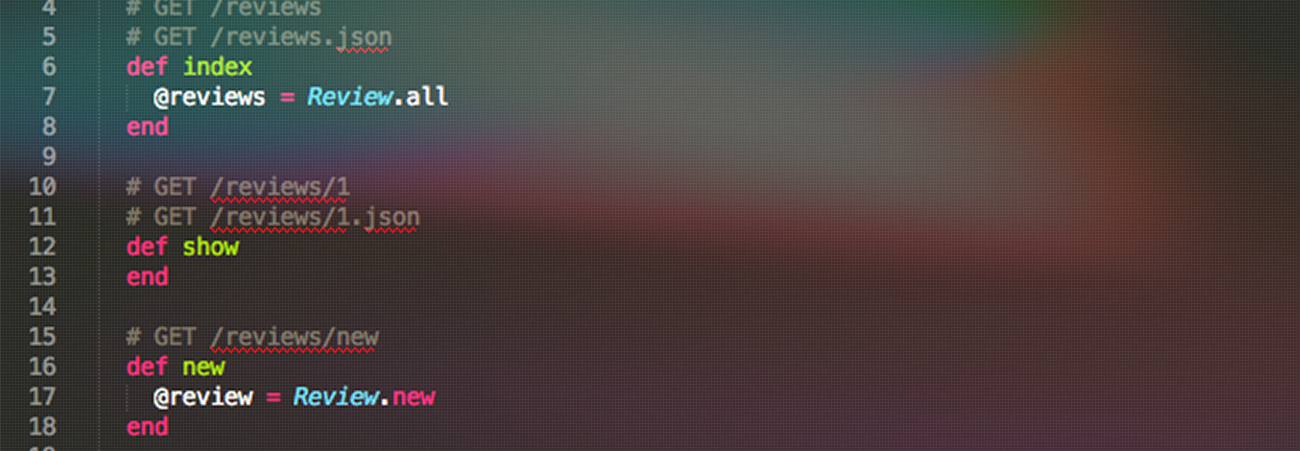 4 # GET /reviews
5 # GET /reviews.json
6 def index
7 @reviews = Review.all
8 end
9
10 # GET /reviews/1
11 # GET /reviews/1.json
12 def show
13 end
14
15 # GET /reviews/new
16 def new
17 @review = Review.new
18 end